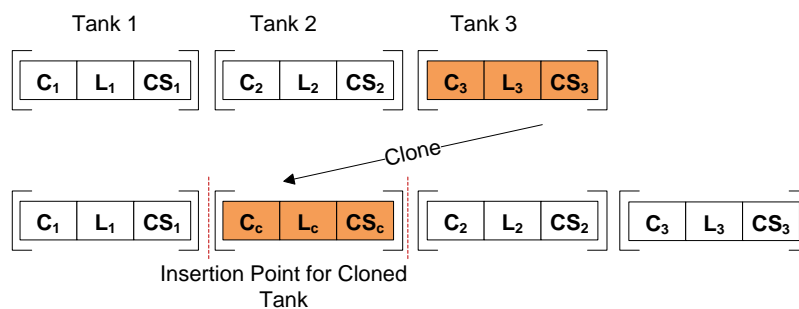 Tank 1 Tank 2 Tank 3
C1 L1 CS1 C2 L2 CS2 C3 L3 CS3
Clone
C1 L1 CS1 Cc Lc CSc C2 L2 CS2 C3 L3 CS3
Insertion Point for Cloned
Tank